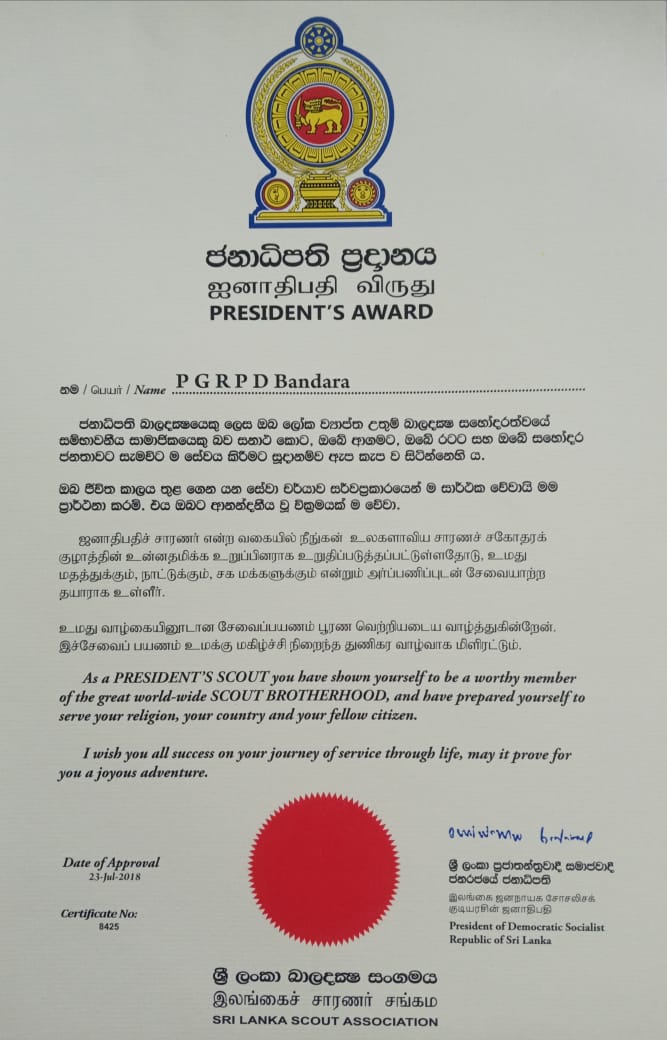 ජනාධිපති ප්‍රදානය
ஜனாதிபதி விருது
PRESIDENT'S AWARD
නම / பெயர் / Name P G R P D Bandara
ජනාධිපති බාලදක්‍ෂයෙකු ලෙස ඔබ ලෝක ව්‍යාප්ත උතුම් බාලදක්‍ෂ සහෝදරත්වයේ
සම්භාවනීය සාමාජිකයෙකු බව සනාථ කොට, ඔබේ ආගමට, ඔබේ රටට සහ ඔබේ සහෝදර
ජනතාවට සැමවිට ම සේවය කිරීමට සූදානම්ව ඇප කැප ව සිටින්නෙහි ය.
ඔබ ජීවිත කාලය තුළ ගෙන යන සේවා චර්යාව සර්වප්‍රකාරයෙන් ම සාර්ථක වේවායි මම
ප්‍රාර්ථනා කරමි. එය ඔබට ආනන්දනීය වූ වික්‍රමයක් ම වේවා.
ஜனாதிபதிச் சாரணர் என்ற வகையில் நீங்கள் உலகளாவிய சாரணச் சகோதரக்
குழாத்தின் உன்னதமிக்க உறுப்பினராக உறுதிப்படுத்தப்பட்டுள்ளதோடு, உமது
மதத்துக்கும், நாட்டுக்கும், சக மக்களுக்கும் என்றும் அர்ப்பணிப்புடன் சேவையாற்ற
தயாராக உள்ளீர்.
உமது வாழ்கையினூடான சேவைப்பயணம் பூரண வெற்றியடைய வாழ்த்துகின்றேன்.
இச்சேவைப் பயணம் உமக்கு மகிழ்ச்சி நிறைந்த துணிகர வாழ்வாக மிளிரட்டும்.
As a PRESIDENT'S SCOUT you have shown yourself to be a worthy member
of the great world-wide SCOUT BROTHERHOOD, and have prepared yourself to
serve your religion, your country and your fellow citizen.
I wish you all success on your journey of service through life, may it prove for
you a joyous adventure.
Date of Approval
23-Jul-2018
Certificate No:
8425
ශ්‍රී ලංකා ප්‍රජාතන්ත්‍රවාදී සමාජවාදී
ජනරජයේ ජනාධිපති
இலங்கை ஜனநாயக சோசலிசக்
குடியரசின் ஜனாதிபதி
President of Democratic Socialist
Republic of Sri Lanka
ශ්‍රී ලංකා බාලදක්‍ෂ සංගමය
இலங்கைச் சாரணர் சங்கம
SRI LANKA SCOUT ASSOCIATION